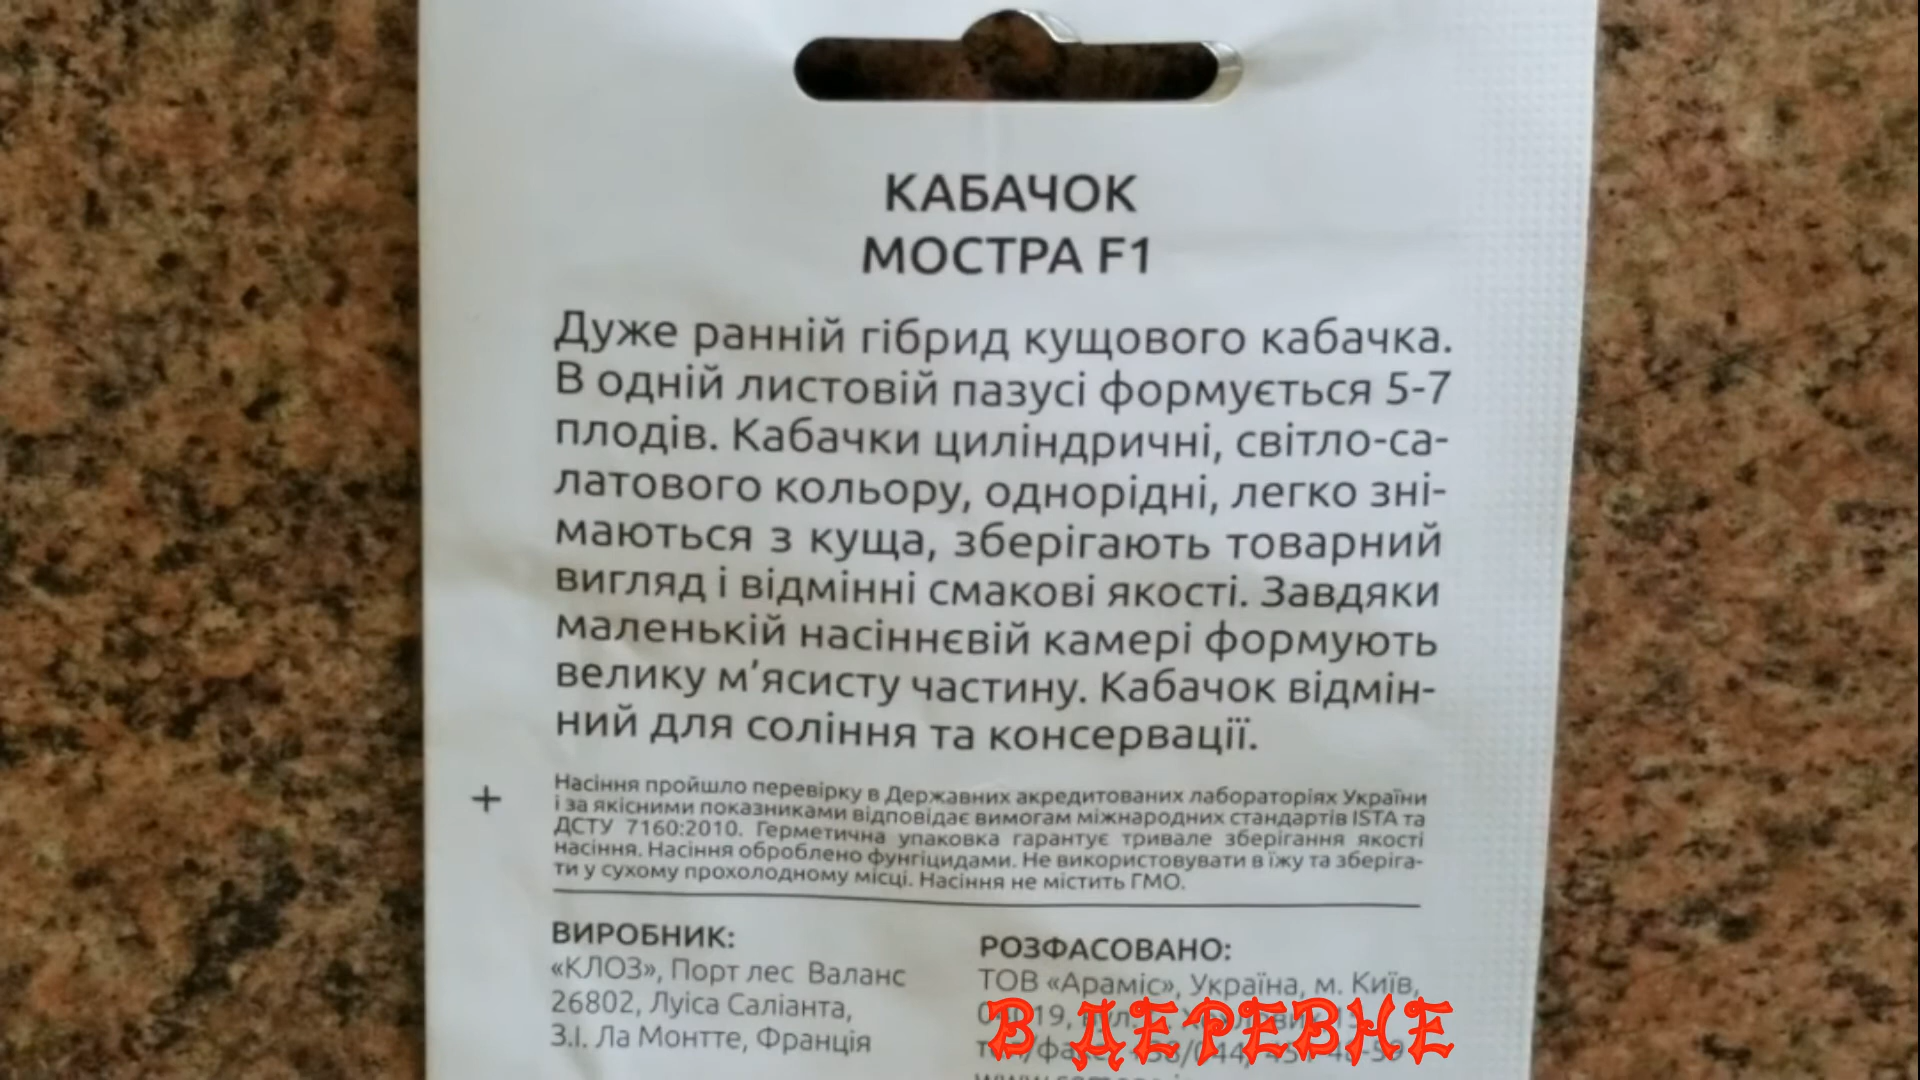 КАБАЧОК
МОСТРА F1
Дуже ранній гібрид кущового кабачка.
В одній листовій пазусі формується 5-7
плодів. Кабачки циліндричні, світло-са-
латового кольору, однорідні, легко зні-
маються з куща, зберігають товарний
вигляд і відмінні смакові якості. Завдяки
маленькій насіннєвій камері формують
велику м’ясисту частину. Кабачок відмін-
ний для соління та консервації.
+
Насіння пройшло перевірку в Державних акредитованих лабораторіях України
і за якісними показниками відповідає вимогам міжнародних стандартів ISTA та
ДСТУ 7160:2010. Герметична упаковка гарантує тривале зберігання якості
насіння. Насіння оброблено фунгіцидами. Не використовувати в їжу та зберіга-
ти у сухому прохолодному місці. Насіння не містить ГМО.
ВИРОБНИК:
«КЛОЗ», Порт лес Валанс
26802, Луіса Саліанта,
З.І. Ла Монтте, Франція
РОЗФАСОВАНО:
ТОВ «Араміс», Україна, м. Київ,
В ДЕРЕВНЕ